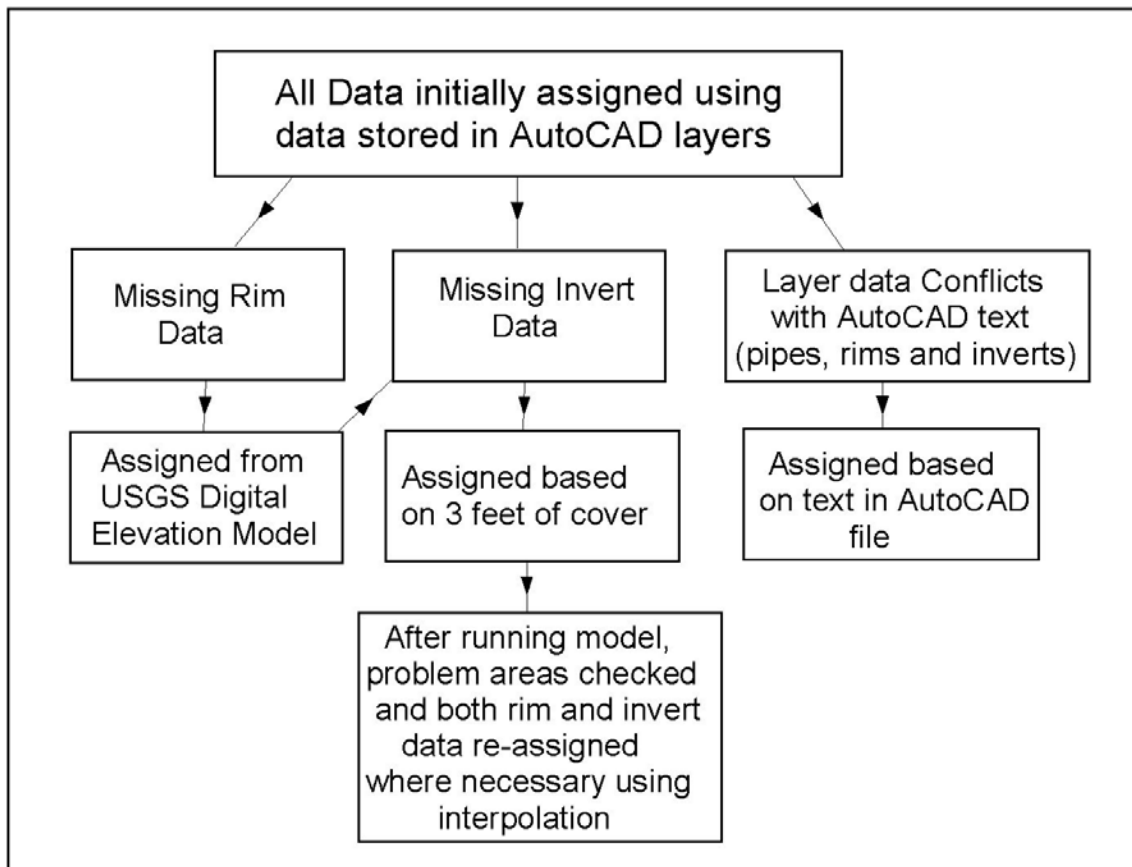 All Data initially assigned using
data stored in AutoCAD layers
Missing Rim
Data
Missing Invert
Data
Layer data Conflicts
with AutoCAD text
(pipes, rims and inverts)
Assigned from
USGS Digital
Elevation Model
Assigned based
on 3 feet of cover
Assigned based
on text in AutoCAD
file
After running model,
problem areas checked
and both rim and invert
data re-assigned
where necessary using
interpolation